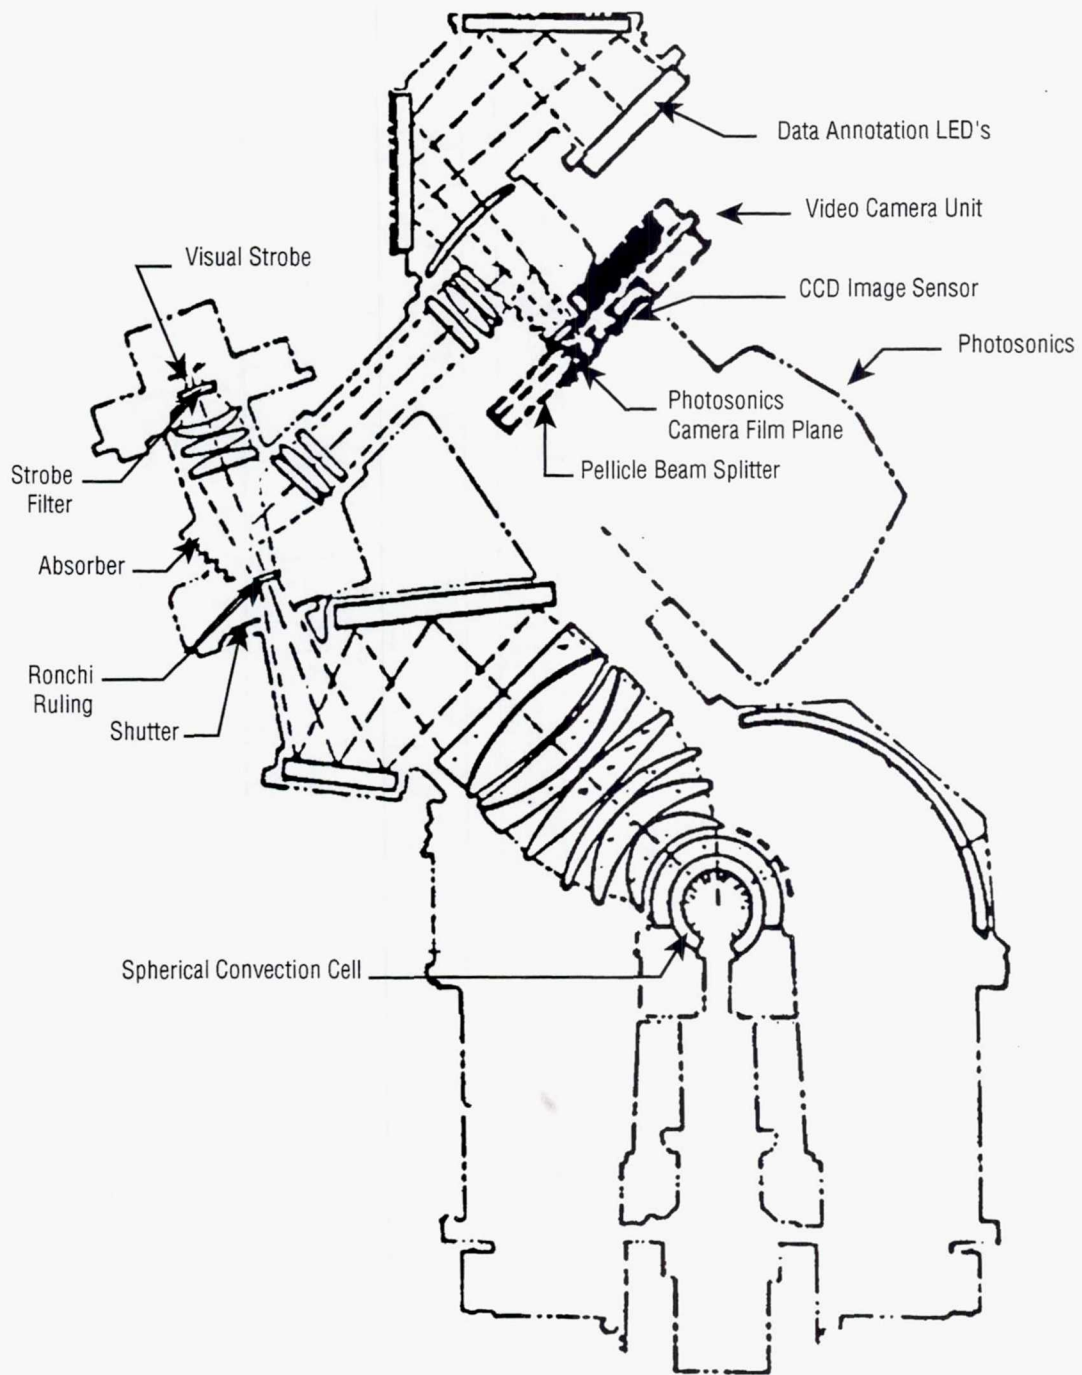 Data Annotation LED's
Video Camera Unit
Visual Strobe
CCD Image Sensor
Photosonics
Photosonics
Camera Film Plane
Pellicle Beam Splitter
Strobe
Filter
Absorber
Ronchi
Ruling
Shutter
Spherical Convection Cell